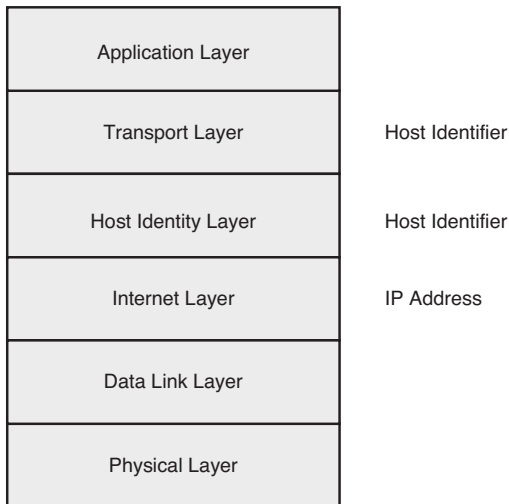 Application Layer
Transport Layer Host Identifier
Host Identity Layer Host Identifier
Internet Layer IP Address
Data Link Layer
Physical Layer